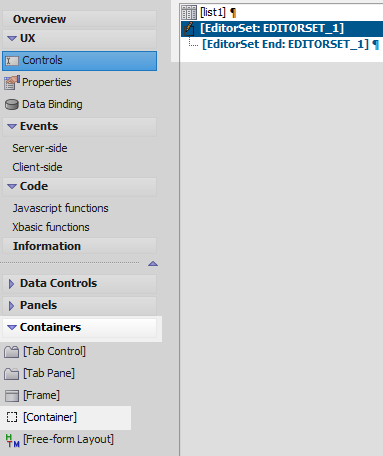 Overview
UX
Controls
Properties
Data Binding
Events
Server-side
Client-side
Code
Javascript functions
Xbasic functions
Information
Data Controls
Panels
Containers
[Tab Control]
[Tab Pane]
[Frame]
[Container]
[Free-form Layout]
[list1] ¶
[EditorSet: EDITORSET_1]
[EditorSet End: EDITORSET_1] ¶